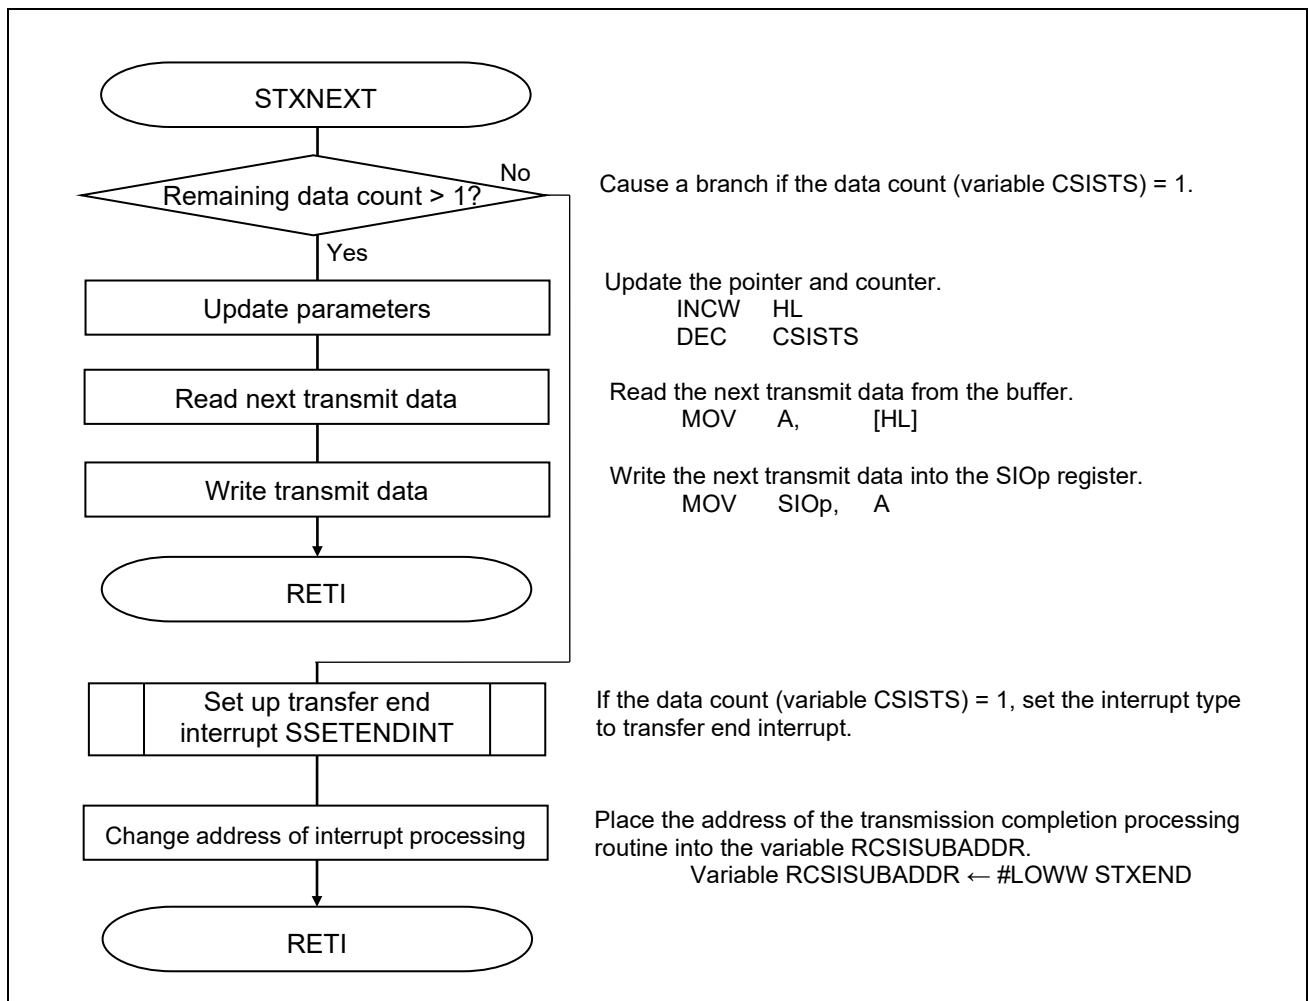 STXNEXT
No
Remaining data count > 1?
Cause a branch if the data count (variable CSISTS) = 1.
Yes
Update parameters
Update the pointer and counter.
INCW HL
DEC CSISTS
Read next transmit data
Read the next transmit data from the buffer.
MOV A, [HL]
Write transmit data
Write the next transmit data into the SIOp register.
MOV SIOp, A
RETI
Set up transfer end
interrupt SSETENDINT
If the data count (variable CSISTS) = 1, set the interrupt type
to transfer end interrupt.
Change address of interrupt processing
Place the address of the transmission completion processing
routine into the variable RCSISUBADDR.
Variable RCSISUBADDR ← #LOWW STXEND
RETI